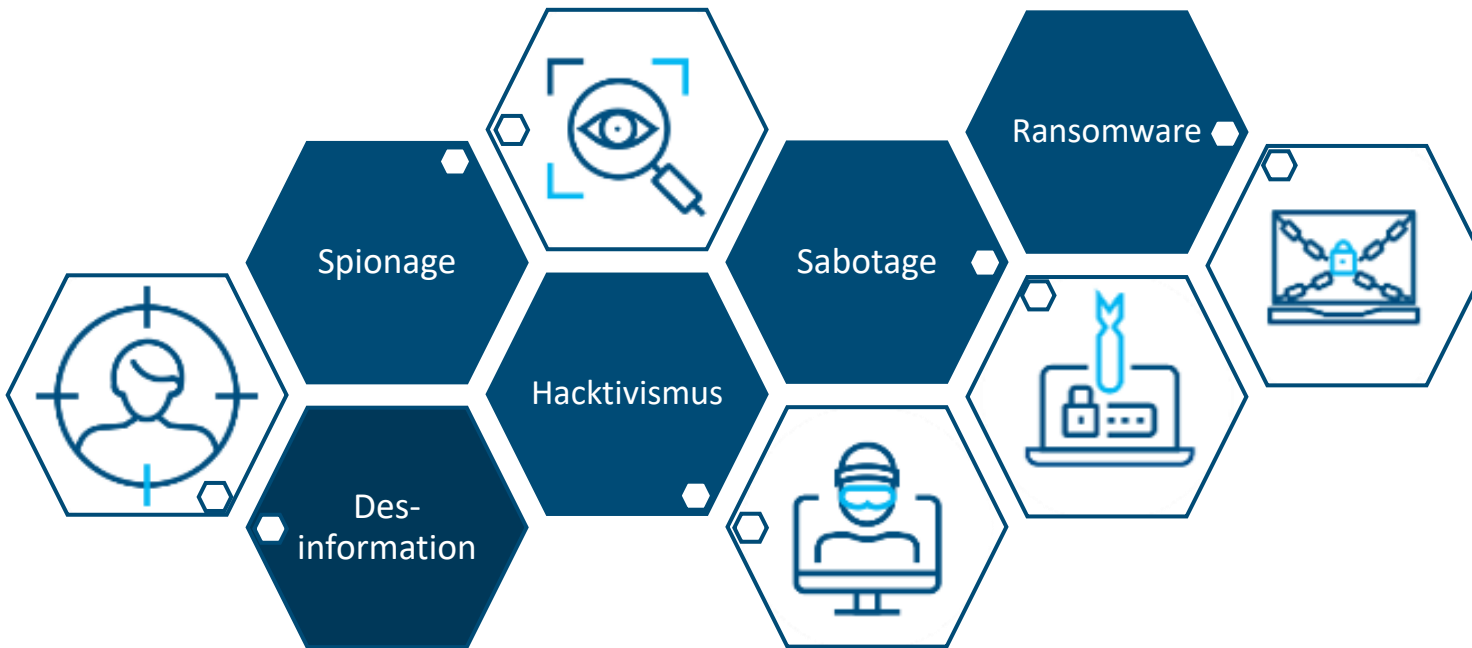 Ransomware
Spionage
Sabotage
Hacktivismus
Des-
information